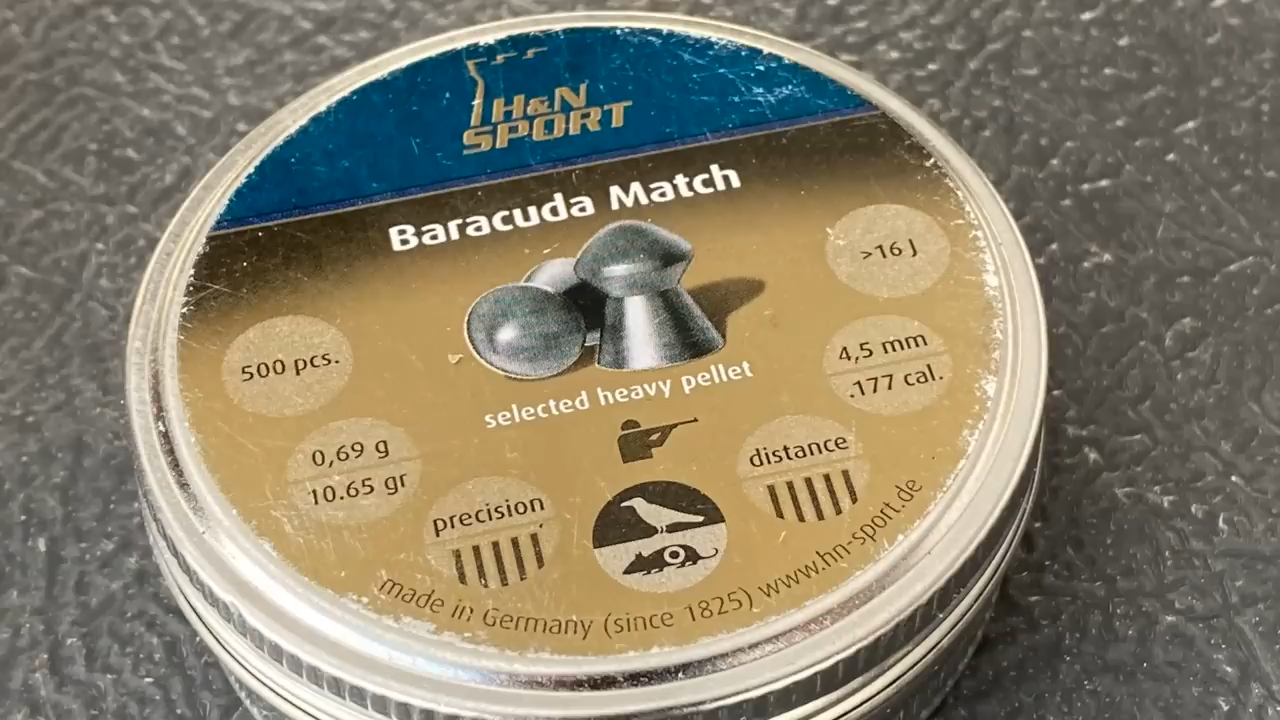 H&N
SPORT
Baracuda Match
>16 J
500 pcs.
4,5 mm
.177 cal.
selected heavy pellet
0,69 g
10.65 gr
distance
precision
made in Germany (since 1825) www.hn-sport.de